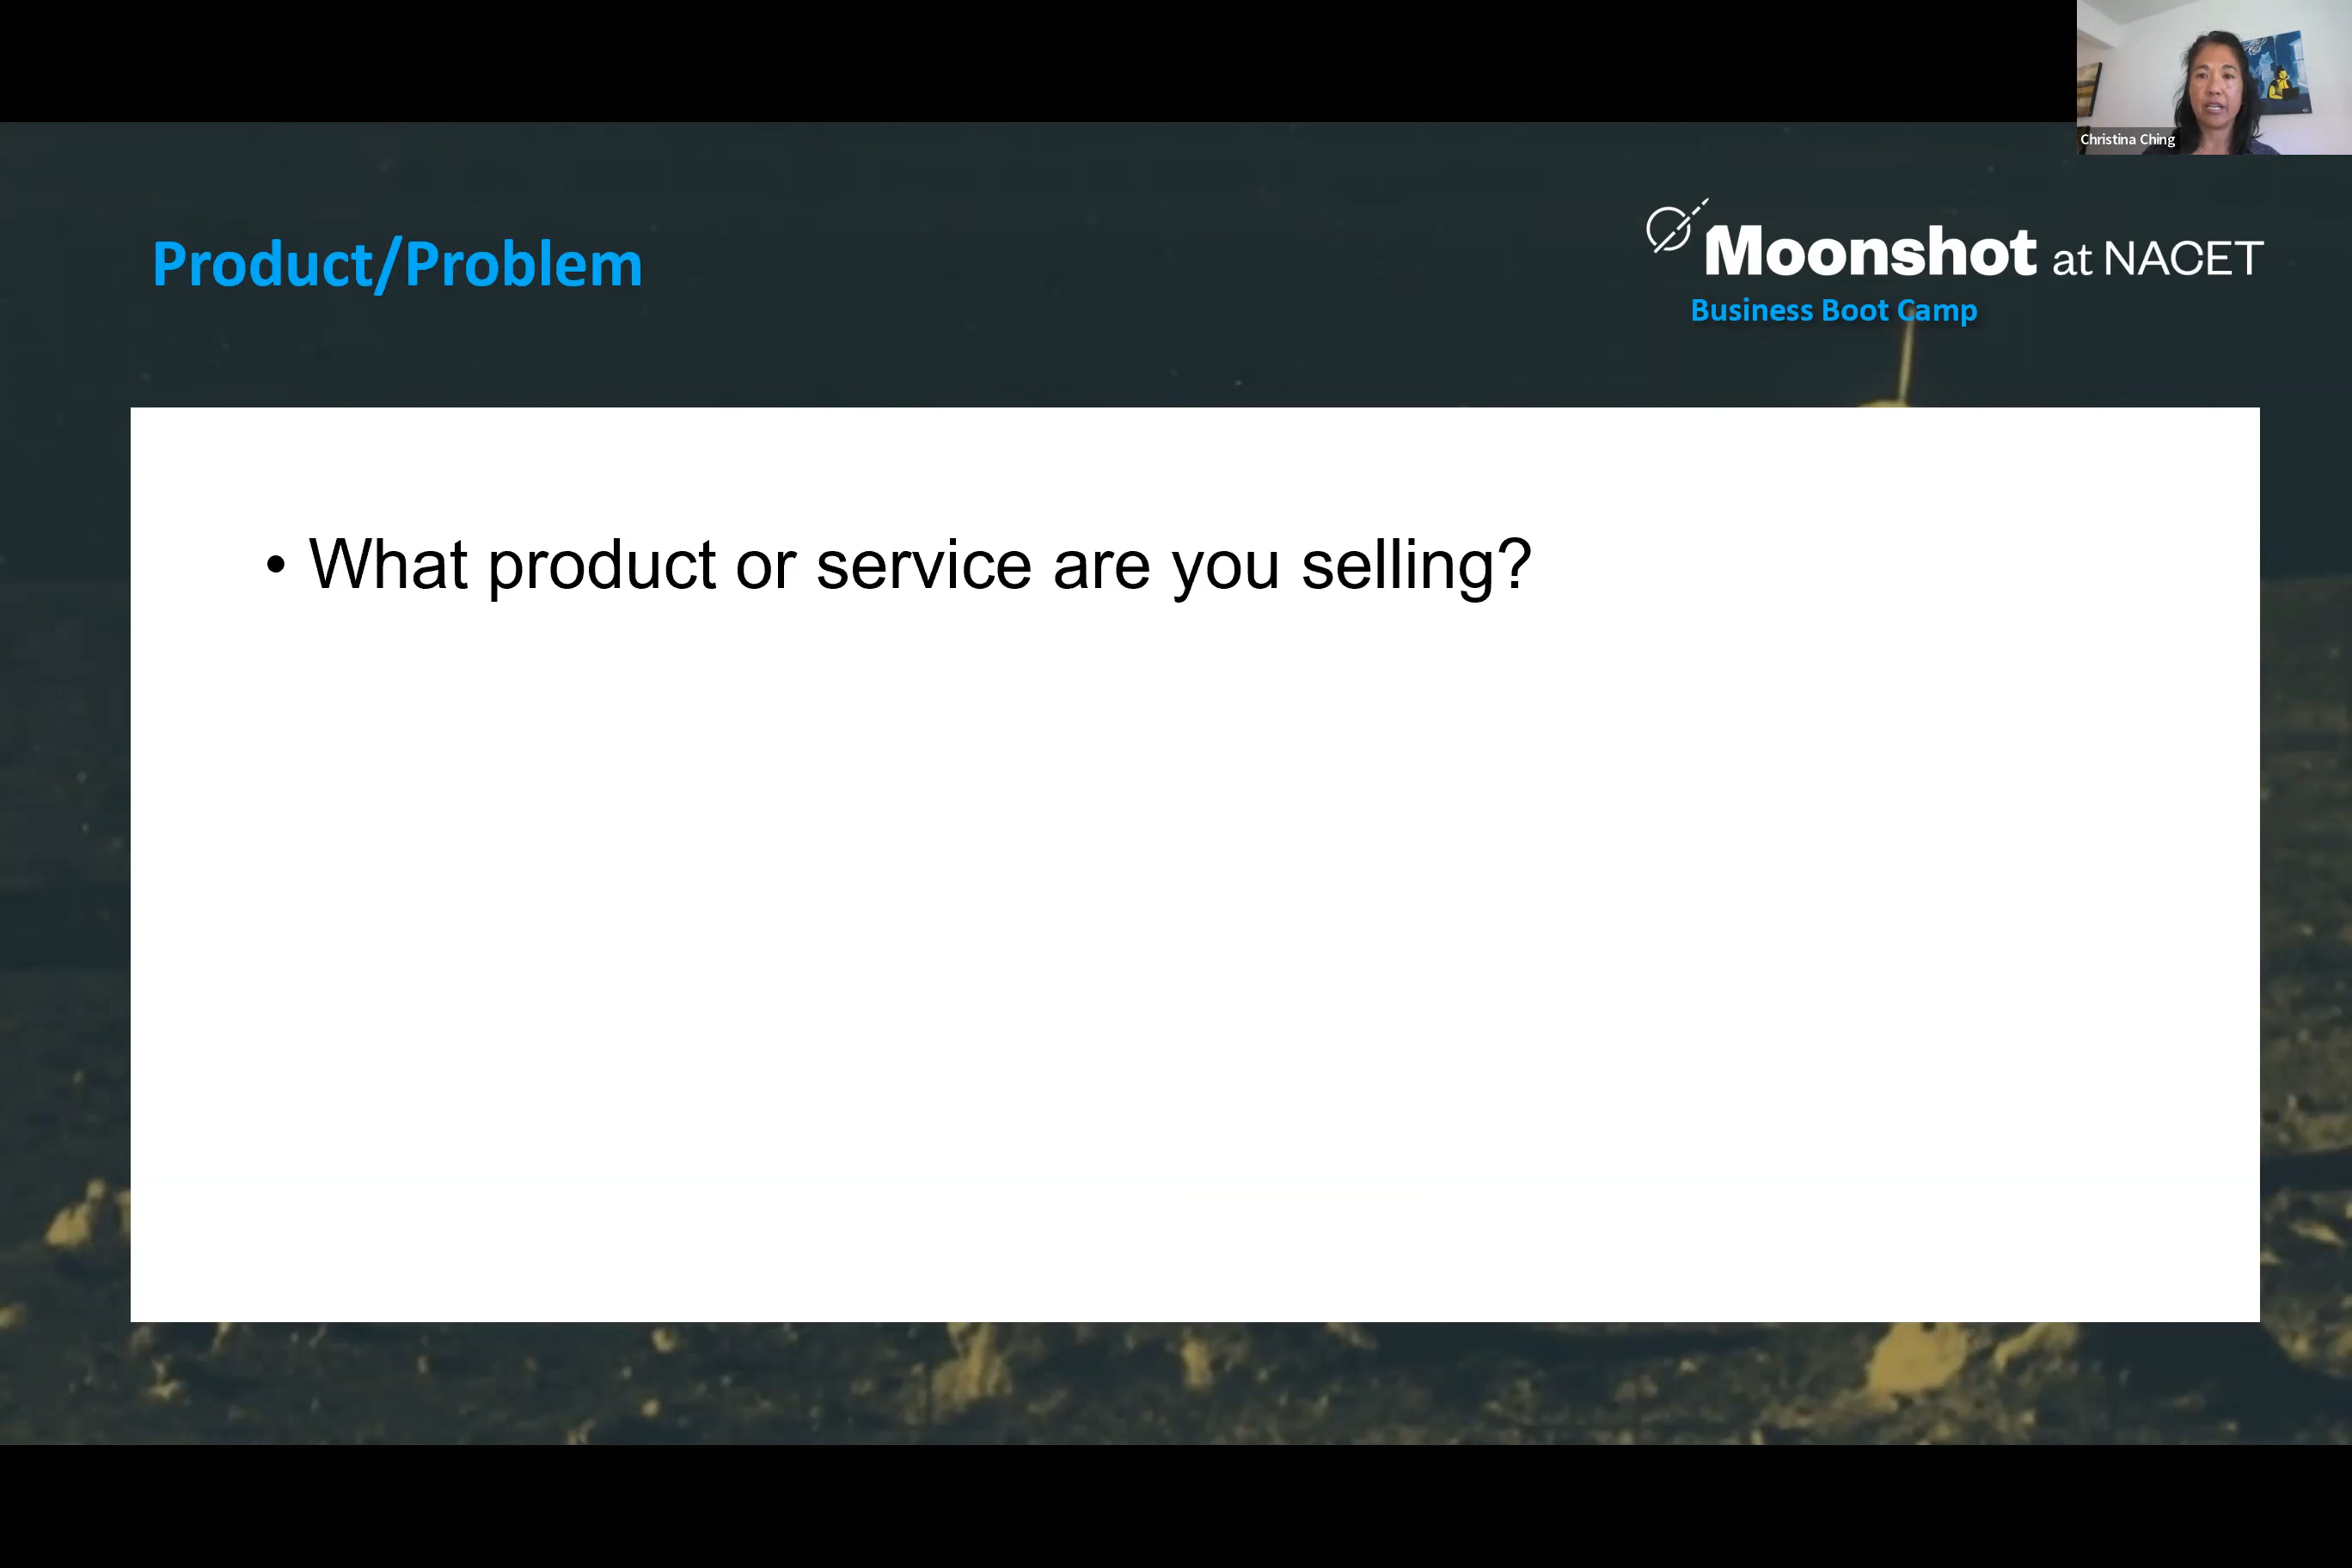 Christina Ching
Product/Problem
Moonshot at NACET
Business Boot Camp
• What product or service are you selling?